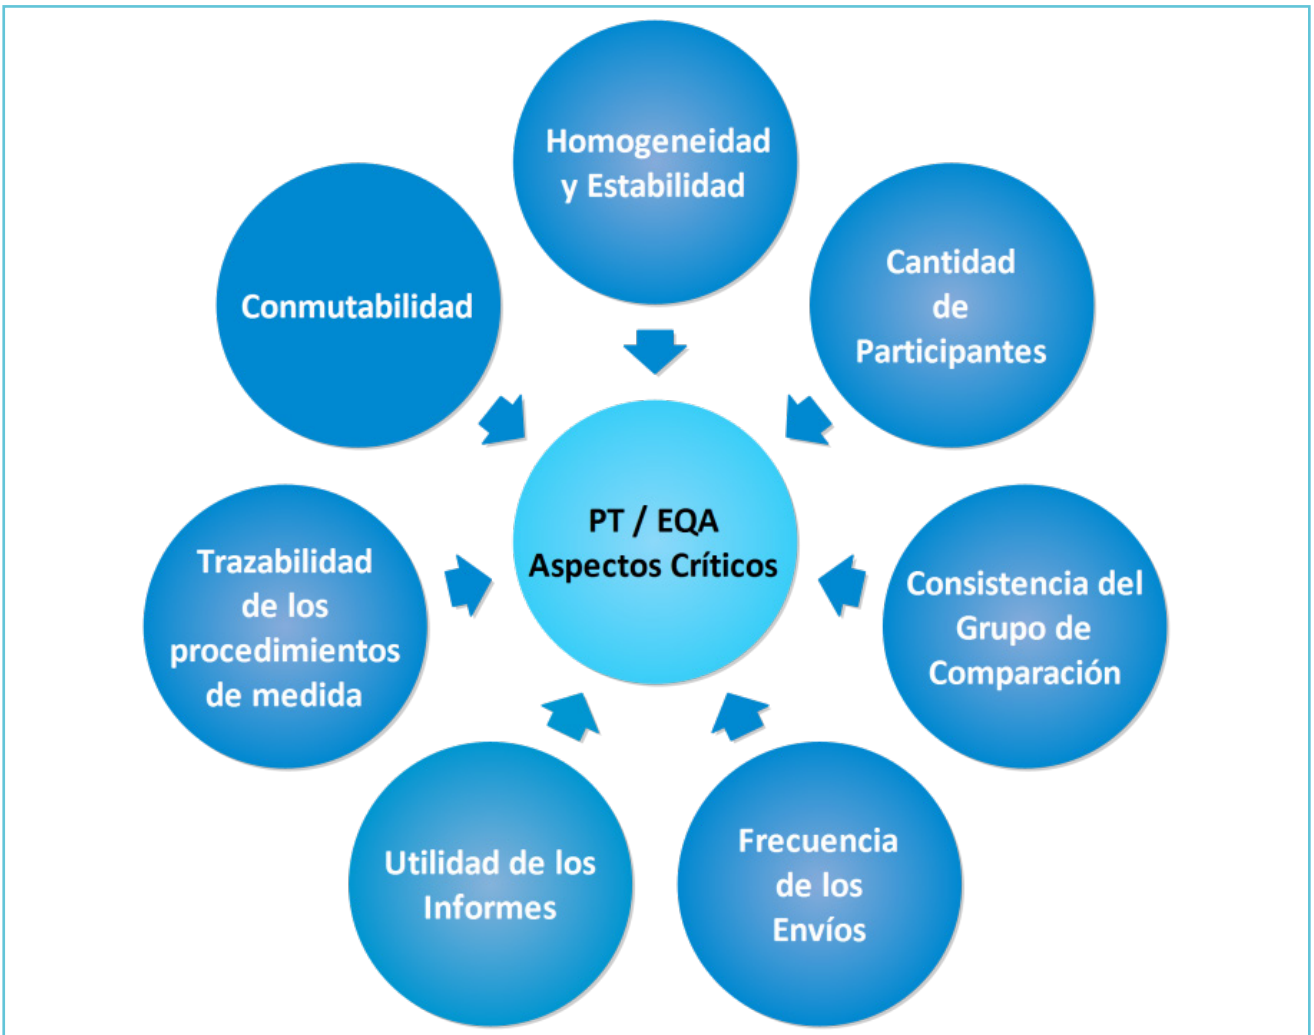 Homogeneidad
y Estabilidad
Cantidad
de
Participantes
Conmutabilidad
PT / EQA
Aspectos Críticos
Consistencia del
Grupo de
Comparación
Trazabilidad
de los
procedimientos
de medida
Frecuencia
de los
Envíos
Utilidad de los
Informes